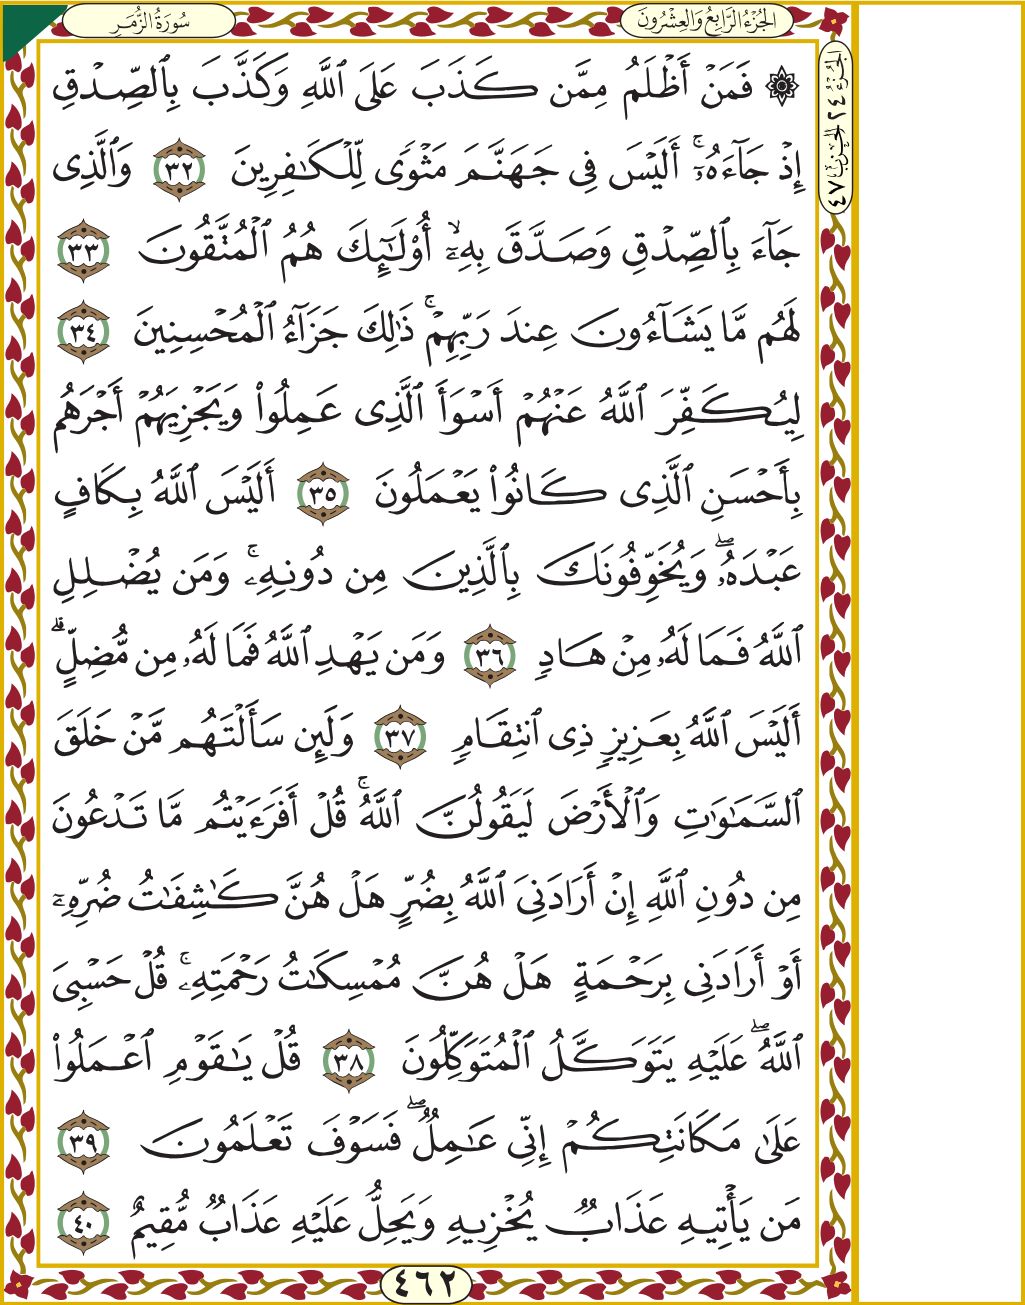 سُورَةُ الزُّمَرِ
الجُزْءُ الرَّابِعُ وَالعِشْرُونَ
الجُزْءُ ٢٤ الحِزْبُ ٤٧
۞ فَمَنۡ أَظۡلَمُ مِمَّن كَذَبَ عَلَى ٱللَّهِ وَكَذَّبَ بِٱلصِّدۡقِ
إِذۡ جَآءَهُۥٓۚ أَلَيۡسَ فِي جَهَنَّمَ مَثۡوٗى لِّلۡكَٰفِرِينَ ٣٢ وَٱلَّذِي
جَآءَ بِٱلصِّدۡقِ وَصَدَّقَ بِهِۦٓۙ أُوْلَٰٓئِكَ هُمُ ٱلۡمُتَّقُونَ ٣٣
لَهُم مَّا يَشَآءُونَ عِندَ رَبِّهِمۡۚ ذَٰلِكَ جَزَآءُ ٱلۡمُحۡسِنِينَ ٣٤
لِيُكَفِّرَ ٱللَّهُ عَنۡهُمۡ أَسۡوَأَ ٱلَّذِي عَمِلُواْ وَيَجۡزِيَهُمۡ أَجۡرَهُم
بِأَحۡسَنِ ٱلَّذِي كَانُواْ يَعۡمَلُونَ ٣٥ أَلَيۡسَ ٱللَّهُ بِكَافٍ
عَبۡدَهُۥۖ وَيُخَوِّفُونَكَ بِٱلَّذِينَ مِن دُونِهِۦۚ وَمَن يُضۡلِلِ
ٱللَّهُ فَمَا لَهُۥ مِنۡ هَادٖ ٣٦ وَمَن يَهۡدِ ٱللَّهُ فَمَا لَهُۥ مِن مُّضِلٍّۗ
أَلَيۡسَ ٱللَّهُ بِعَزِيزٖ ذِي ٱنتِقَامٖ ٣٧ وَلَئِن سَأَلۡتَهُم مَّنۡ خَلَقَ
ٱلسَّمَٰوَٰتِ وَٱلۡأَرۡضَ لَيَقُولُنَّ ٱللَّهُۚ قُلۡ أَفَرَءَيۡتُم مَّا تَدۡعُونَ
مِن دُونِ ٱللَّهِ إِنۡ أَرَادَنِيَ ٱللَّهُ بِضُرٍّ هَلۡ هُنَّ كَٰشِفَٰتُ ضُرِّهِۦٓ
أَوۡ أَرَادَنِي بِرَحۡمَةٍ هَلۡ هُنَّ مُمۡسِكَٰتُ رَحۡمَتِهِۦۚ قُلۡ حَسۡبِيَ
ٱللَّهُۖ عَلَيۡهِ يَتَوَكَّلُ ٱلۡمُتَوَكِّلُونَ ٣٨ قُلۡ يَٰقَوۡمِ ٱعۡمَلُواْ
عَلَىٰ مَكَانَتِكُمۡ إِنِّي عَٰمِلٞۖ فَسَوۡفَ تَعۡلَمُونَ ٣٩
مَن يَأۡتِيهِ عَذَابٞ يُخۡزِيهِ وَيَحِلُّ عَلَيۡهِ عَذَابٞ مُّقِيمٌ ٤٠
٤٦٢